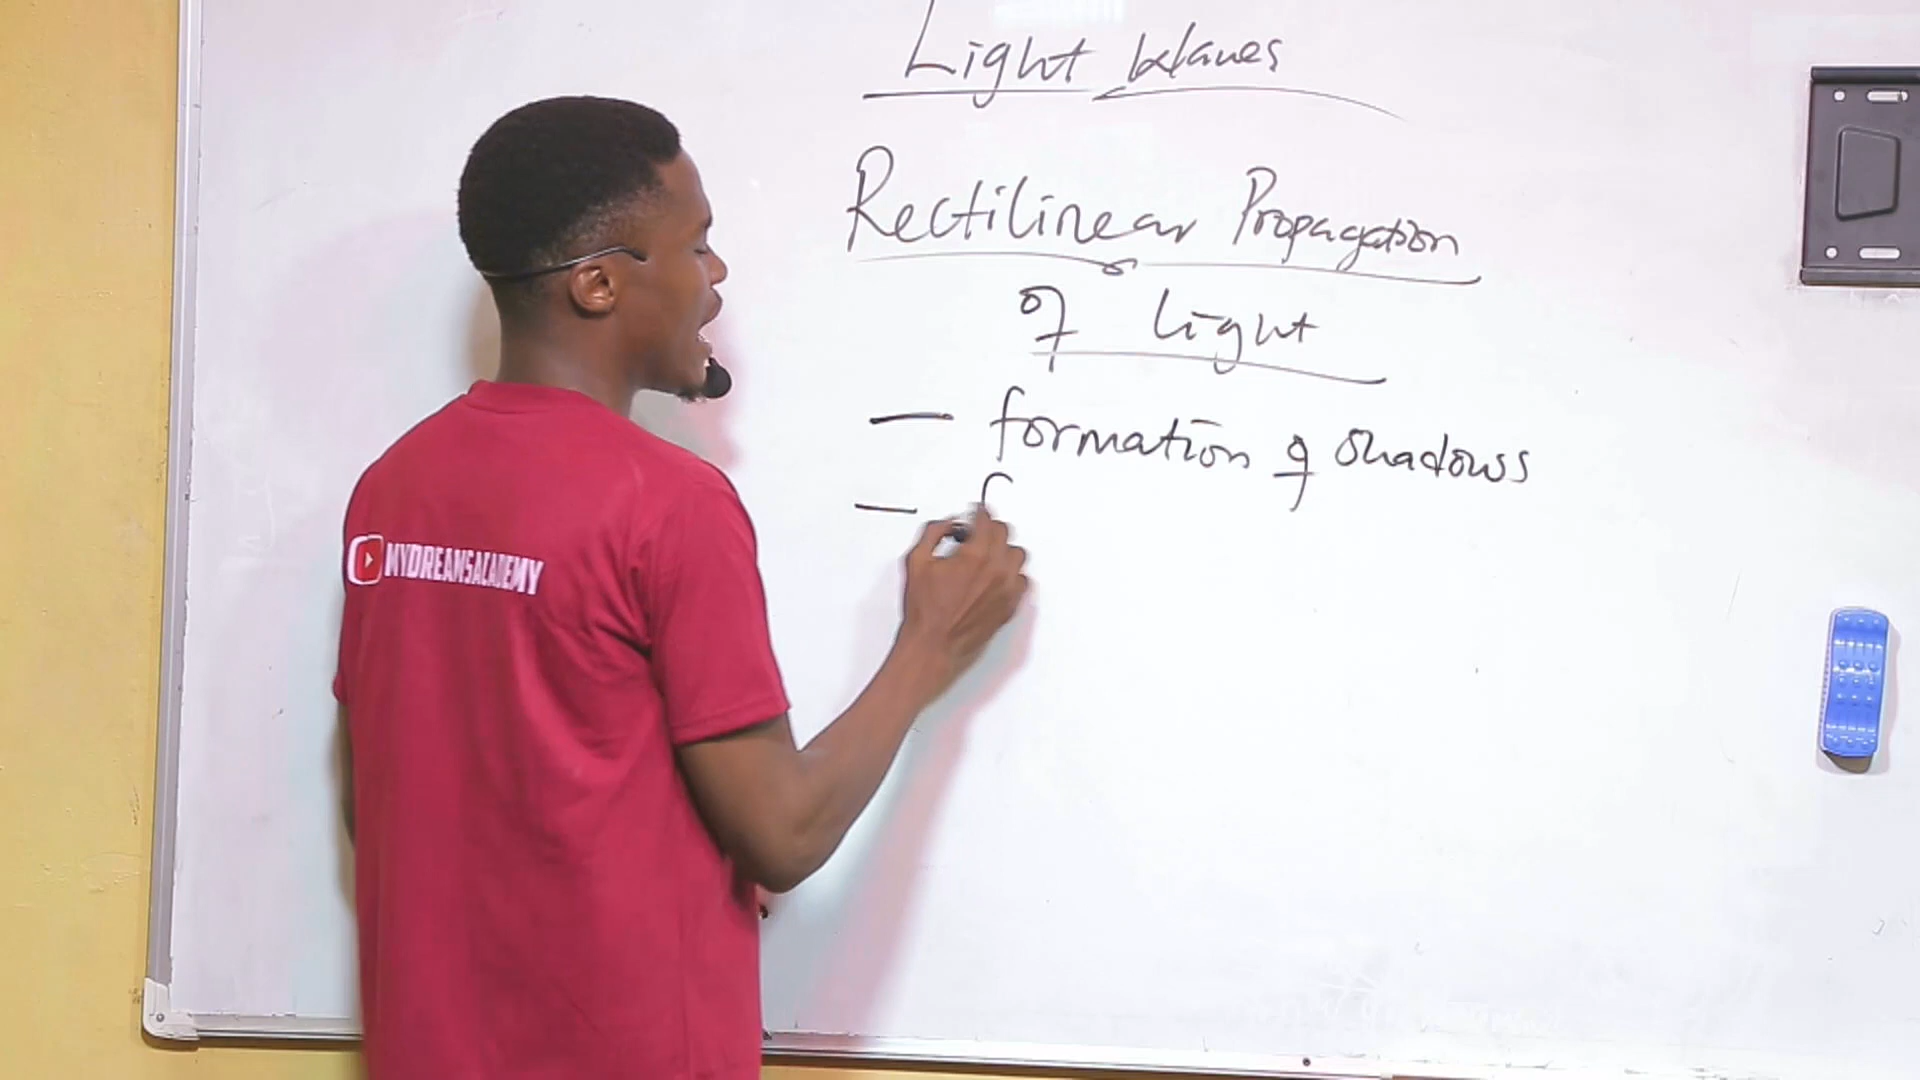 Light Waves
Rectilinear Propagation
of light
— formation of shadows
— f
MYDREAMSACADEMY